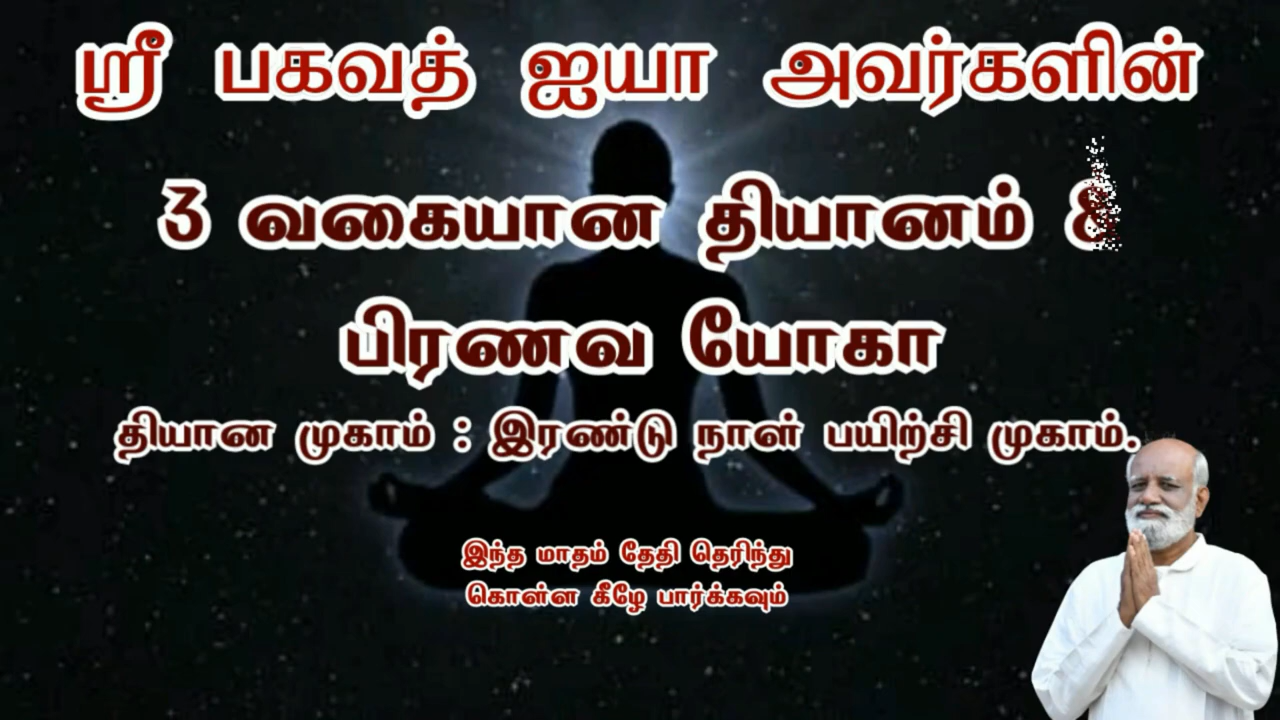 ஸ்ரீ பகவத் ஐயா அவர்களின்
3 வகையான தியானம் &
பிரணவ யோகா
தியான முகாம் : இரண்டு நாள் பயிற்சி முகாம்.
இந்த மாதம் தேதி தெரிந்து
கொள்ள கீழே பார்க்கவும்